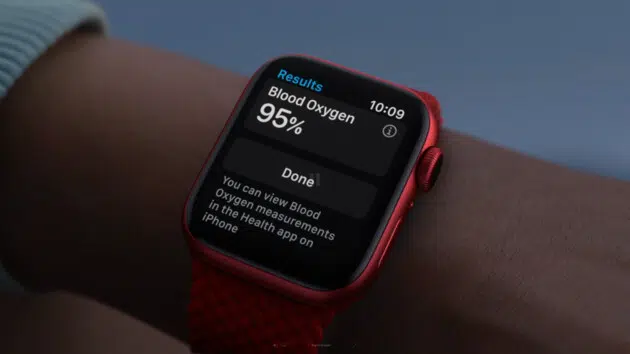 Results
10:09
Blood Oxygen
95%
Done
You can view Blood
Oxygen measurements
in the Health app on
iPhone